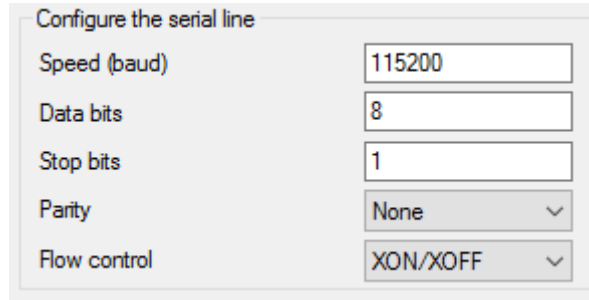 Configure the serial line
Speed (baud) 115200
Data bits 8
Stop bits 1
Parity None
Flow control XON/XOFF